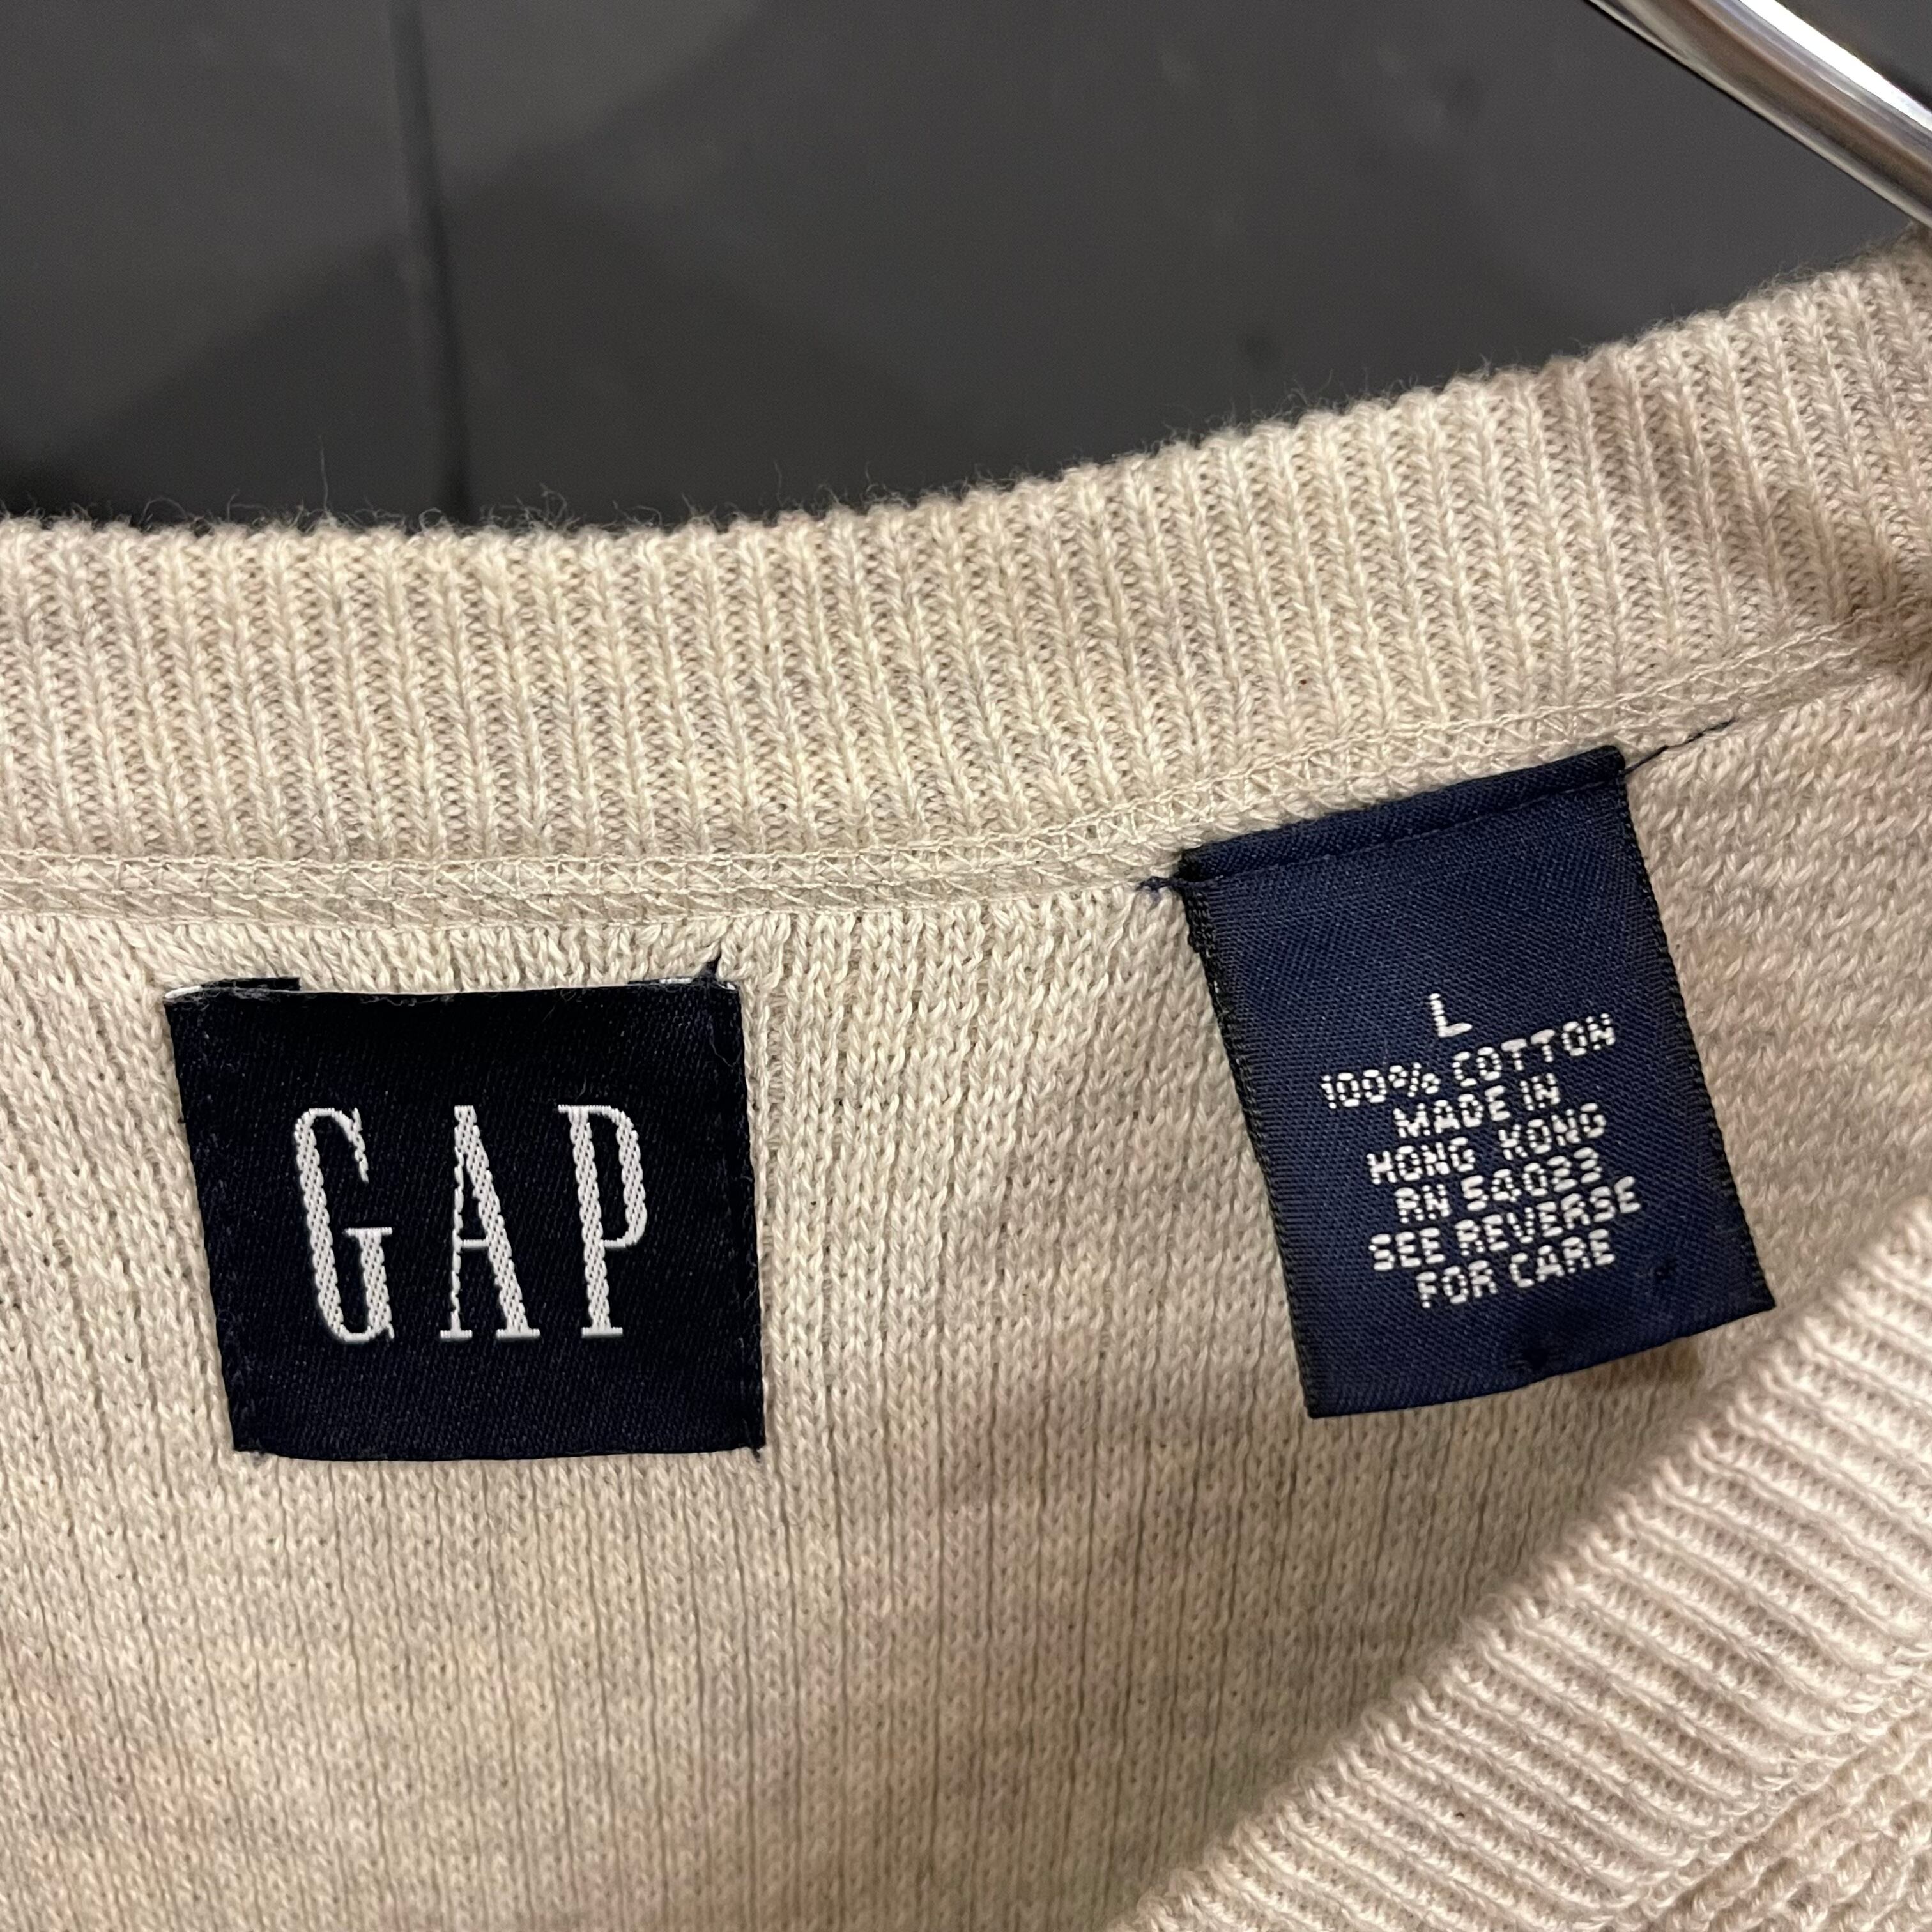 GAP
L
100% COTTON
MADE IN
HONG KONG
RN 54023
SEE REVERSE
FOR CARE